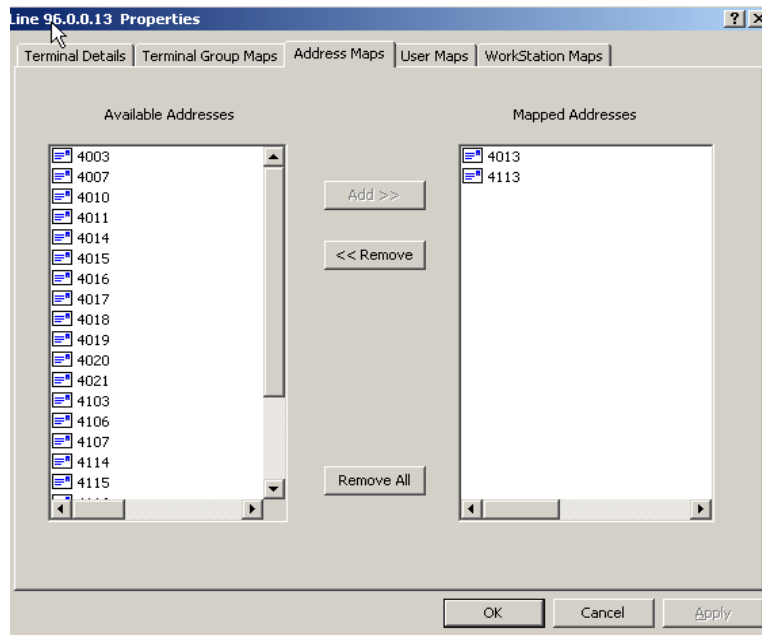 Line 96.0.0.13 Properties
Terminal Details
Terminal Group Maps
Address Maps
User Maps
WorkStation Maps
Available Addresses
4003
4007
4010
4011
4014
4015
4016
4017
4018
4019
4020
4021
4103
4106
4107
4114
4115
Add >>
<< Remove
Remove All
Mapped Addresses
4013
4113
OK
Cancel
Apply